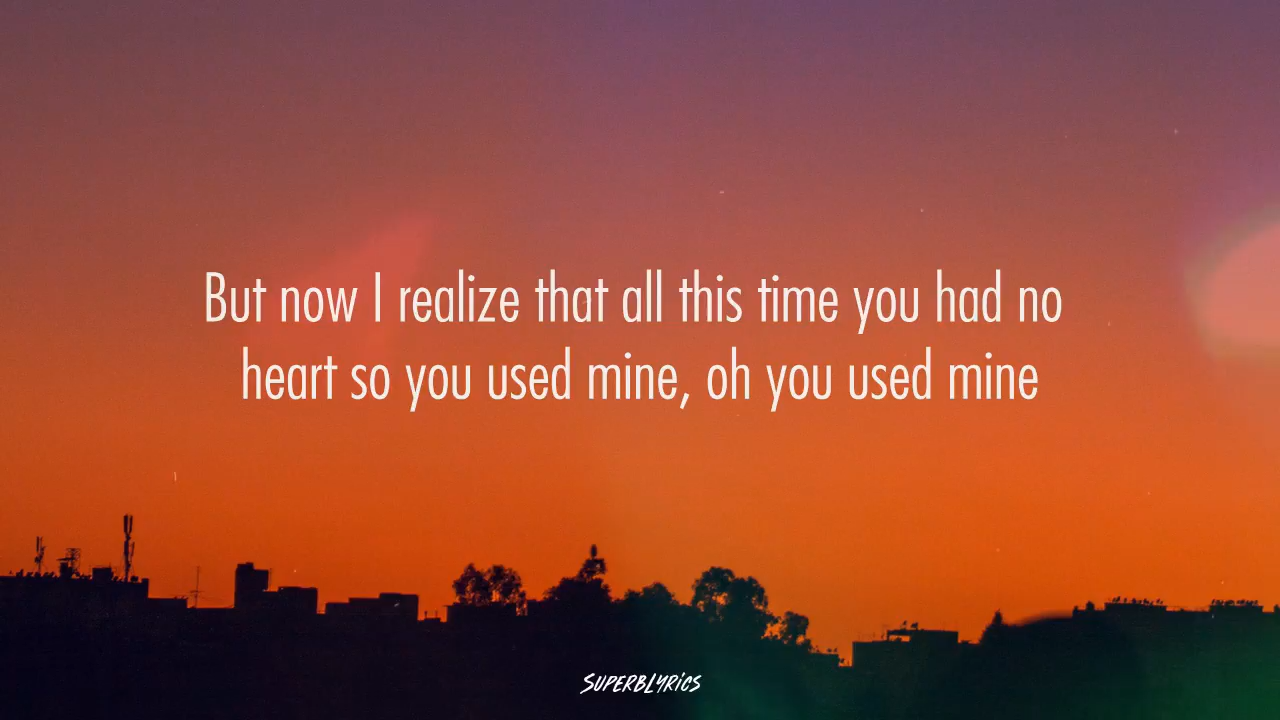 But now I realize that all this time you had no
heart so you used mine, oh you used mine
SUPERBLYRICS